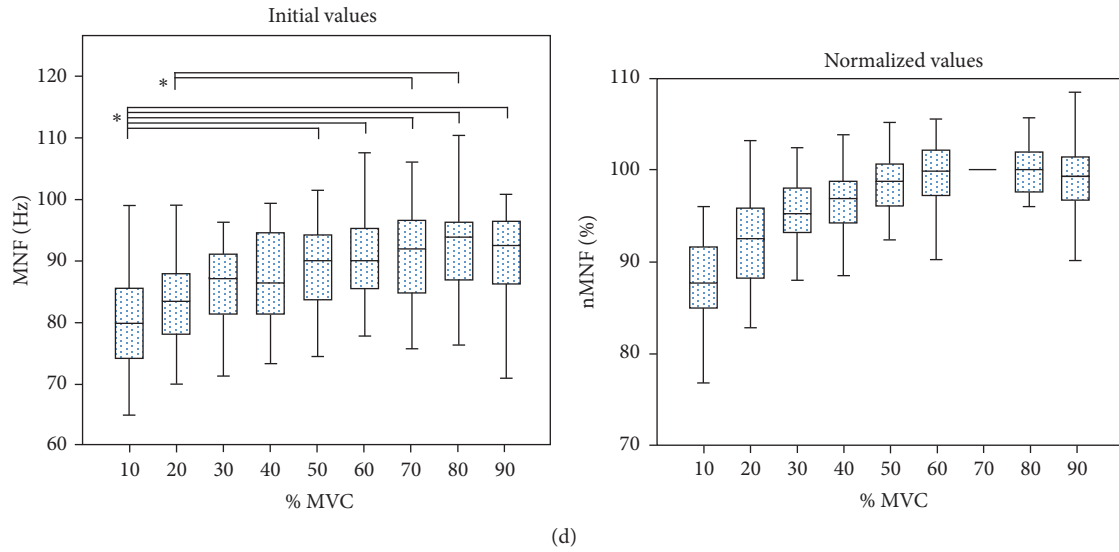 Initial values
120
110
100
90
80
70
60
MNF (Hz)
*
*
10 20 30 40 50 60 70 80 90
% MVC
Normalized values
110
100
90
80
70
nMNF (%)
10 20 30 40 50 60 70 80 90
% MVC
(d)